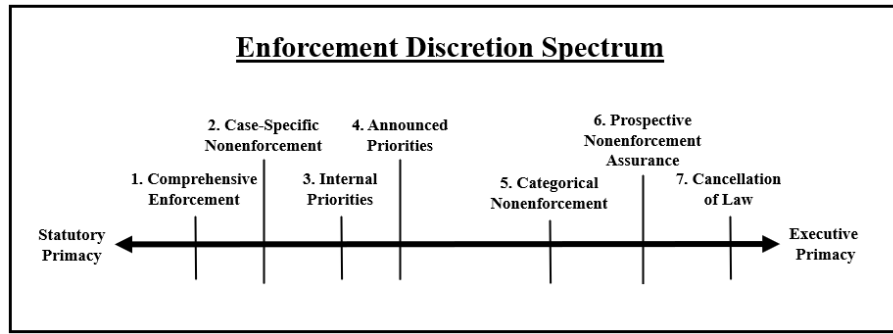 Enforcement Discretion Spectrum
2. Case-Specific
Nonenforcement
4. Announced
Priorities
6. Prospective
Nonenforcement
Assurance
1. Comprehensive
Enforcement
3. Internal
Priorities
5. Categorical
Nonenforcement
7. Cancellation
of Law
Statutory
Primacy
Executive
Primacy